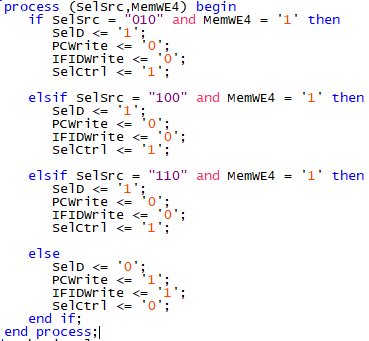 process (SelSrc,MemWE4) begin
if SelSrc = "010" and MemWE4 = '1' then
SelD <= '1';
PCWrite <= '0';
IFIDWrite <= '0';
SelCtrl <= '1';
elsif SelSrc = "100" and MemWE4 = '1' then
SelD <= '1';
PCWrite <= '0';
IFIDWrite <= '0';
SelCtrl <= '1';
elsif SelSrc = "110" and MemWE4 = '1' then
SelD <= '1';
PCWrite <= '0';
IFIDWrite <= '0';
SelCtrl <= '1';
else
SelD <= '0';
PCWrite <= '1';
IFIDWrite <= '1';
SelCtrl <= '0';
end if;
end process;